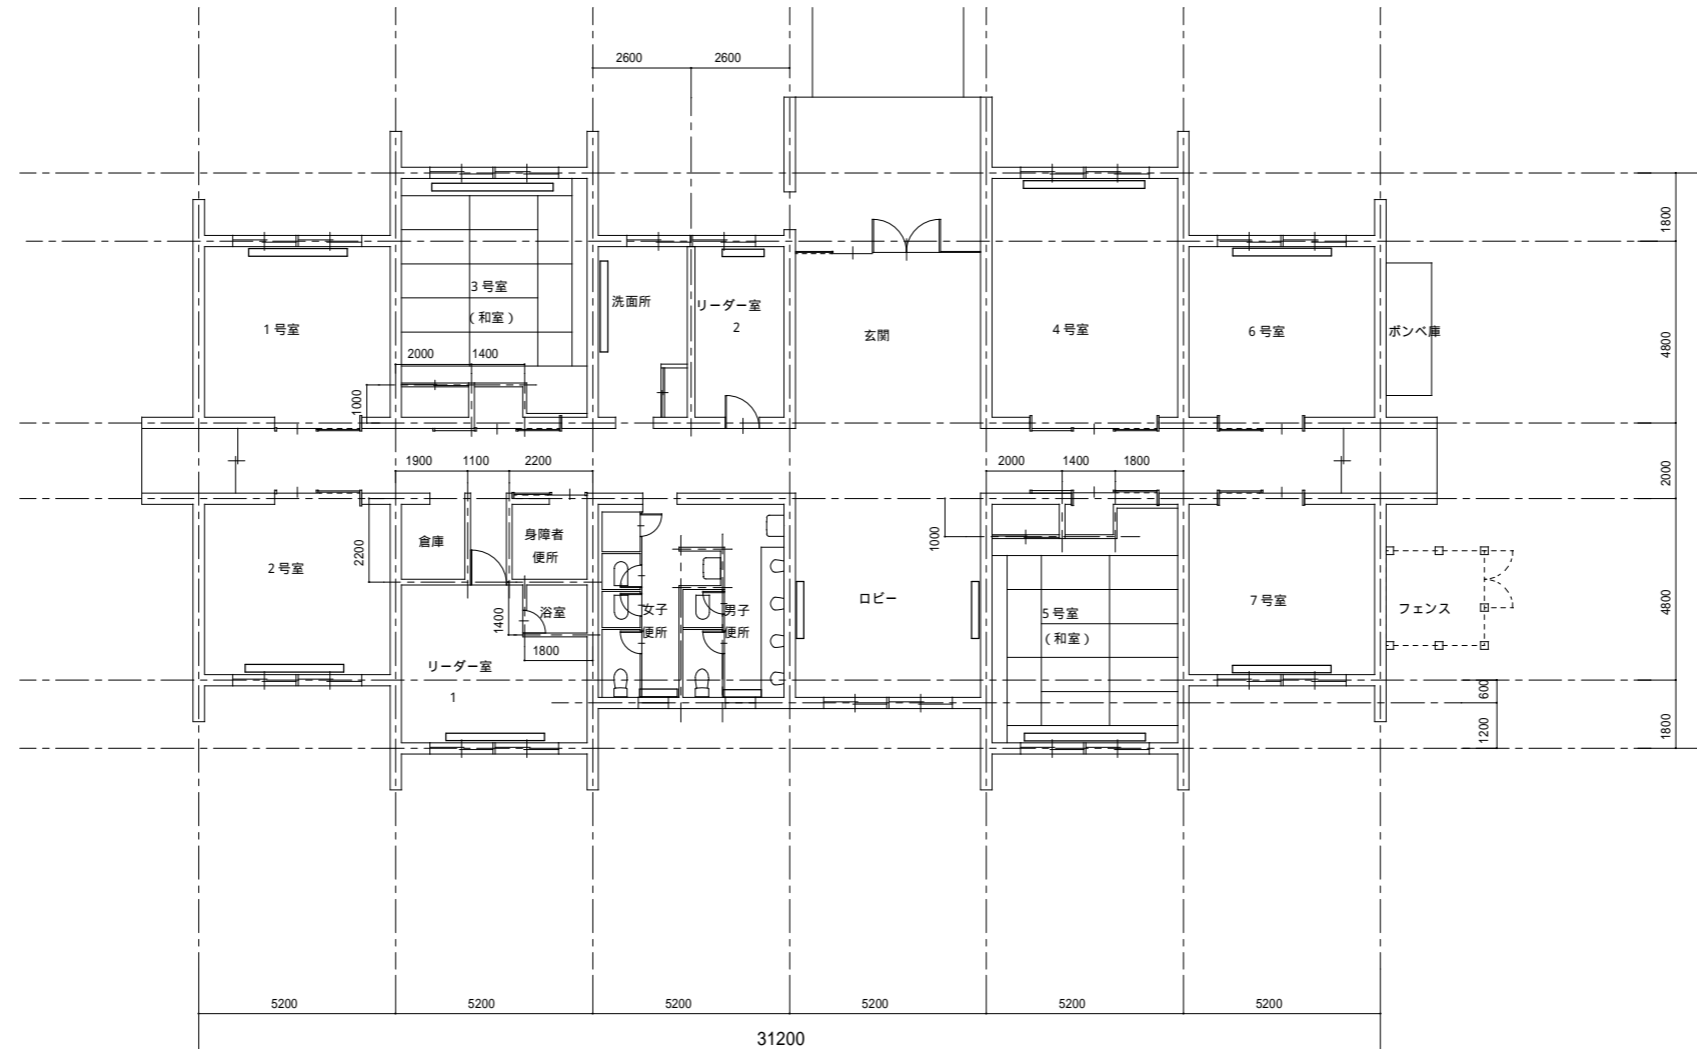 2600
2600
1800
3号室
(和室)
洗面所
リーダー室
2
1号室
玄関
4号室
6号室
ボンベ庫
4800
2000
1400
1000
1900
1100
2200
2000
1400
1800
2000
倉庫
身障者
便所
2200
1000
2号室
浴室
1400
女子
便所
男子
便所
ロビー
5号室
(和室)
7号室
フェンス
4800
1800
リーダー室
1
600
1200
1800
5200
5200
5200
5200
5200
5200
31200